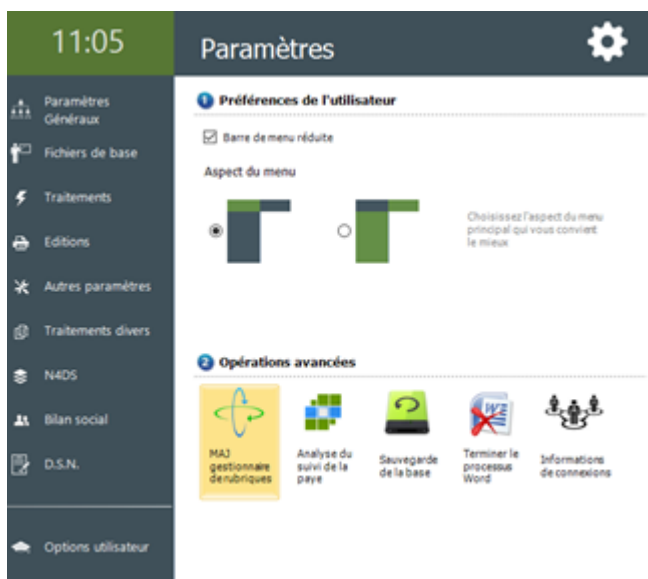 11:05
Paramètres
Paramètres
Généraux
Fichiers de base
Traitements
Editions
Autres paramètres
Traitements divers
N4DS
Bilan social
D.S.N.
Options utilisateur
1 Préférences de l'utilisateur
Barre de menu réduite
Aspect du menu
Choisissez l'aspect du menu
principal qui vous convient
le mieux
2 Opérations avancées
MAJ
gestionnaire
de rubriques
Analyse du
suivi de la
paye
Sauvegarde
de la base
W
Terminer le
processus
Word
Informations
de connexions